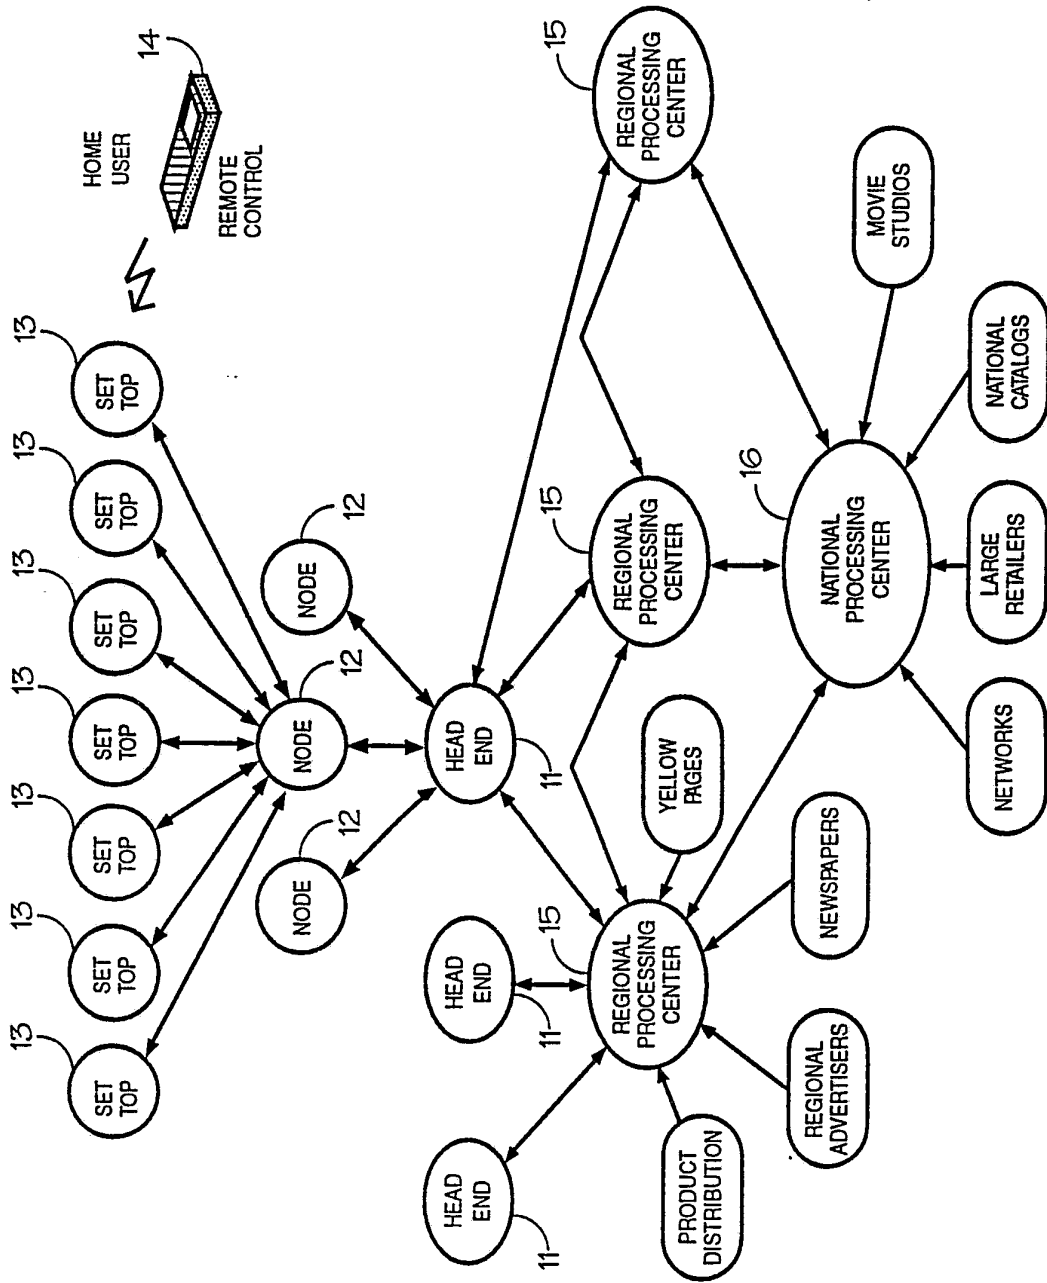 13
SET
TOP
13
SET
TOP
13
SET
TOP
13
SET
TOP
13
SET
TOP
13
SET
TOP
13
SET
TOP
HOME
USER
14
REMOTE
CONTROL
NODE
12
NODE
12
NODE
12
HEAD
END
11
HEAD
END
11
HEAD
END
11
REGIONAL
PROCESSING
CENTER
15
REGIONAL
PROCESSING
CENTER
15
REGIONAL
PROCESSING
CENTER
15
YELLOW
PAGES
PRODUCT
DISTRIBUTION
REGIONAL
ADVERTISERS
NEWSPAPERS
NATIONAL
PROCESSING
CENTER
16
MOVIE
STUDIOS
NETWORKS
LARGE
RETAILERS
NATIONAL
CATALOGS